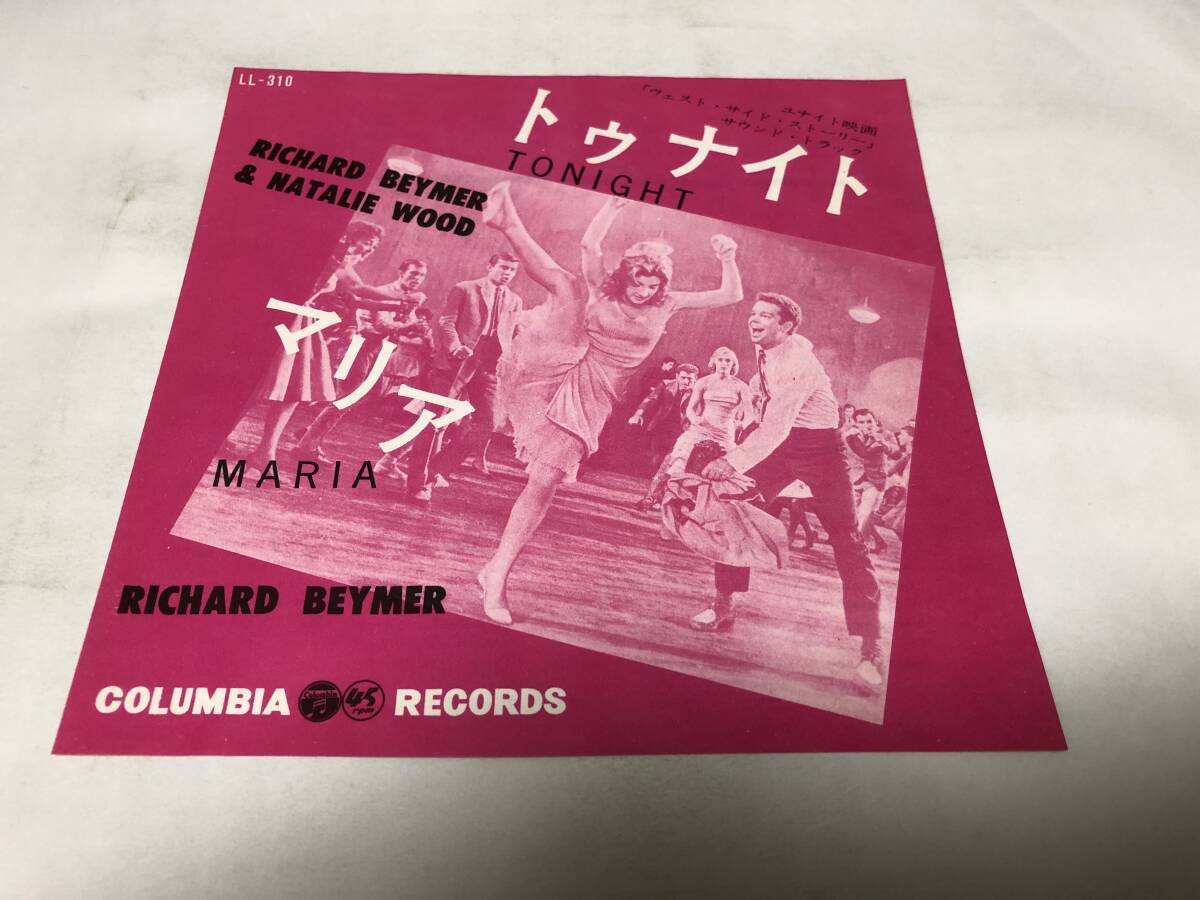 LL-310
ユナイト映画
「ウェスト・サイド・ストーリー」
サウンド・トラック
トゥナイト
TONIGHT
RICHARD BEYMER
& NATALIE WOOD
マリア
MARIA
RICHARD BEYMER
COLUMBIA Columbia 45 rpm RECORDS